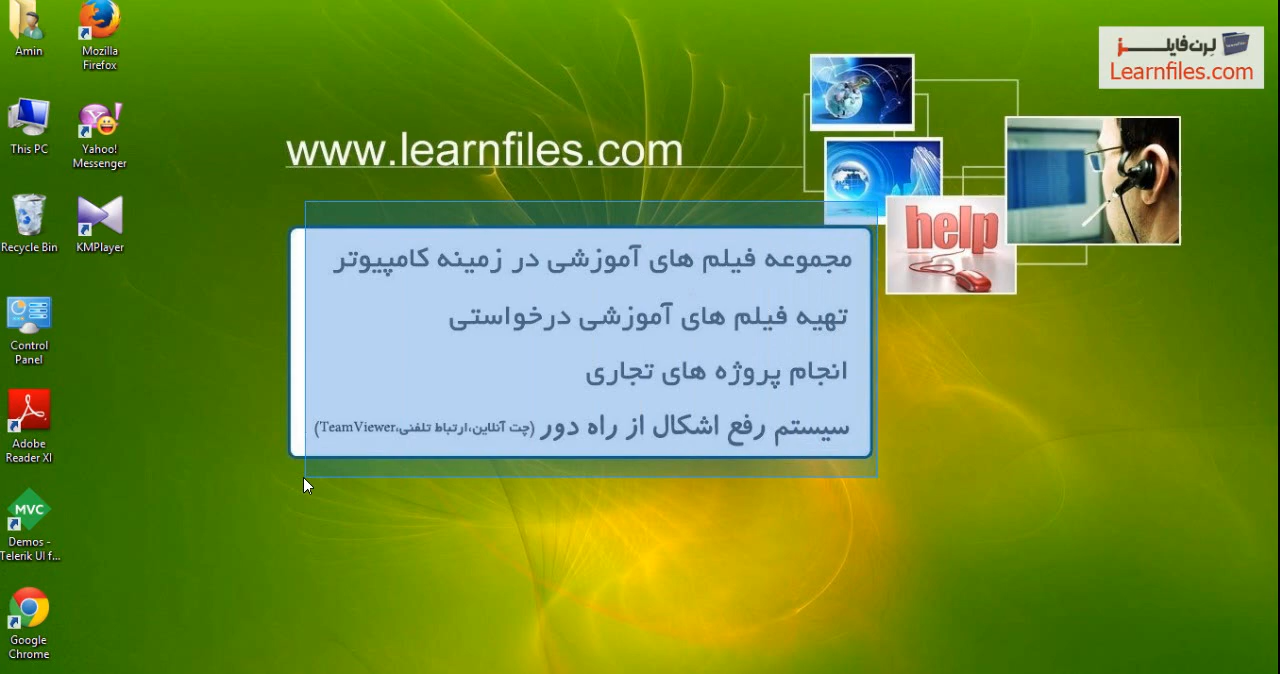 Amin
Mozilla
Firefox
This PC
Yahoo!
Messenger
Recycle Bin
KMPlayer
Control
Panel
Adobe
Reader XI
MVC
Demos -
Telerik UI f...
Google
Chrome
www.learnfiles.com
لرن‌فایلز
Learnfiles.com
help
مجموعه فیلم های آموزشی در زمینه کامپیوتر
تهیه فیلم های آموزشی درخواستی
انجام پروژه های تجاری
سیستم رفع اشکال از راه دور (چت آنلاین،ارتباط تلفنی،TeamViewer)